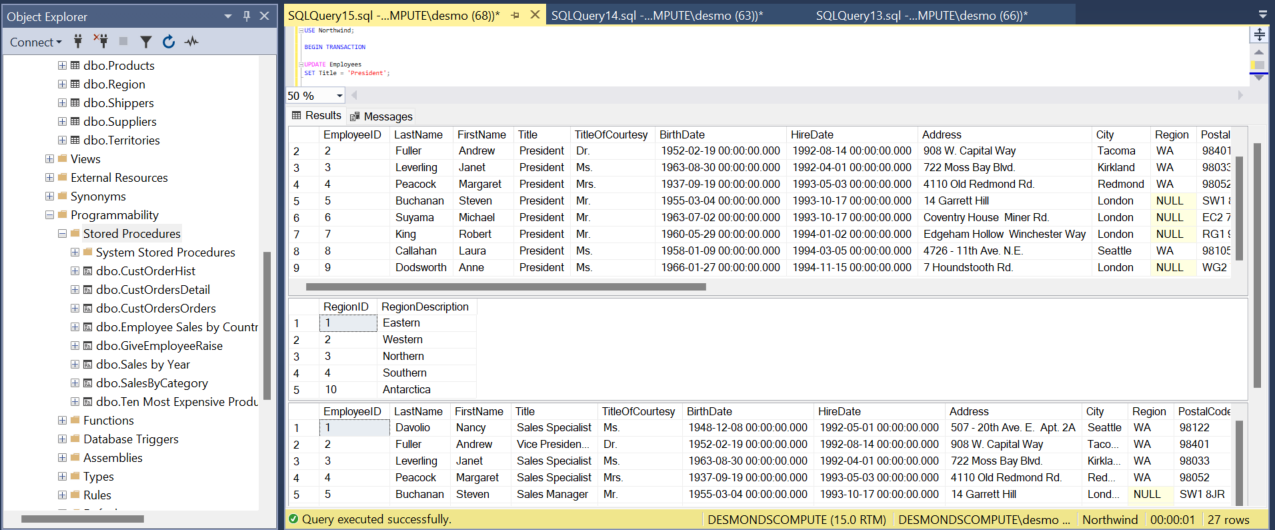 Object Explorer
Connect
dbo.Products
dbo.Region
dbo.Shippers
dbo.Suppliers
dbo.Territories
Views
External Resources
Synonyms
Programmability
Stored Procedures
System Stored Procedures
dbo.CustOrderHist
dbo.CustOrdersDetail
dbo.CustOrdersOrders
dbo.Employee Sales by Countr
dbo.GiveEmployeeRaise
dbo.Sales by Year
dbo.SalesByCategory
dbo.Ten Most Expensive Produ
Functions
Database Triggers
Assemblies
Types
Rules
SQLQuery15.sql -...MPUTE\desmo (68))* SQLQuery14.sql -...MPUTE\desmo (63))* SQLQuery13.sql -...MPUTE\desmo (66))*
USE Northwind;
BEGIN TRANSACTION
UPDATE Employees
SET Title = 'President';
50 %
Results Messages
EmployeeID LastName FirstName Title TitleOfCourtesy BirthDate HireDate Address City Region Postal
2 2 Fuller Andrew President Dr. 1952-02-19 00:00:00.000 1992-08-14 00:00:00.000 908 W. Capital Way Tacoma WA 98401
3 3 Leverling Janet President Ms. 1963-08-30 00:00:00.000 1992-04-01 00:00:00.000 722 Moss Bay Blvd. Kirkland WA 98033
4 4 Peacock Margaret President Mrs. 1937-09-19 00:00:00.000 1993-05-03 00:00:00.000 4110 Old Redmond Rd. Redmond WA 98052
5 5 Buchanan Steven President Mr. 1955-03-04 00:00:00.000 1993-10-17 00:00:00.000 14 Garrett Hill London NULL SW1 8
6 6 Suyama Michael President Mr. 1963-07-02 00:00:00.000 1993-10-17 00:00:00.000 Coventry House Miner Rd. London NULL EC2 7
7 7 King Robert President Mr. 1960-05-29 00:00:00.000 1994-01-02 00:00:00.000 Edgeham Hollow Winchester Way London NULL RG1 9
8 8 Callahan Laura President Ms. 1958-01-09 00:00:00.000 1994-03-05 00:00:00.000 4726 - 11th Ave. N.E. Seattle WA 98105
9 9 Dodsworth Anne President Ms. 1966-01-27 00:00:00.000 1994-11-15 00:00:00.000 7 Houndstooth Rd. London NULL WG2
RegionID RegionDescription
1 1 Eastern
2 2 Western
3 3 Northern
4 4 Southern
5 10 Antarctica
EmployeeID LastName FirstName Title TitleOfCourtesy BirthDate HireDate Address City Region PostalCode
1 1 Davolio Nancy Sales Specialist Ms. 1948-12-08 00:00:00.000 1992-05-01 00:00:00.000 507 - 20th Ave. E. Apt. 2A Seattle WA 98122
2 2 Fuller Andrew Vice Presiden... Dr. 1952-02-19 00:00:00.000 1992-08-14 00:00:00.000 908 W. Capital Way Taco... WA 98401
3 3 Leverling Janet Sales Specialist Ms. 1963-08-30 00:00:00.000 1992-04-01 00:00:00.000 722 Moss Bay Blvd. Kirkla... WA 98033
4 4 Peacock Margaret Sales Specialist Mrs. 1937-09-19 00:00:00.000 1993-05-03 00:00:00.000 4110 Old Redmond Rd. Red... WA 98052
5 5 Buchanan Steven Sales Manager Mr. 1955-03-04 00:00:00.000 1993-10-17 00:00:00.000 14 Garrett Hill Lond... NULL SW1 8JR
Query executed successfully. DESMONDSCOMPUTE (15.0 RTM) DESMONDSCOMPUTE\desmo ... Northwind 00:00:01 27 rows